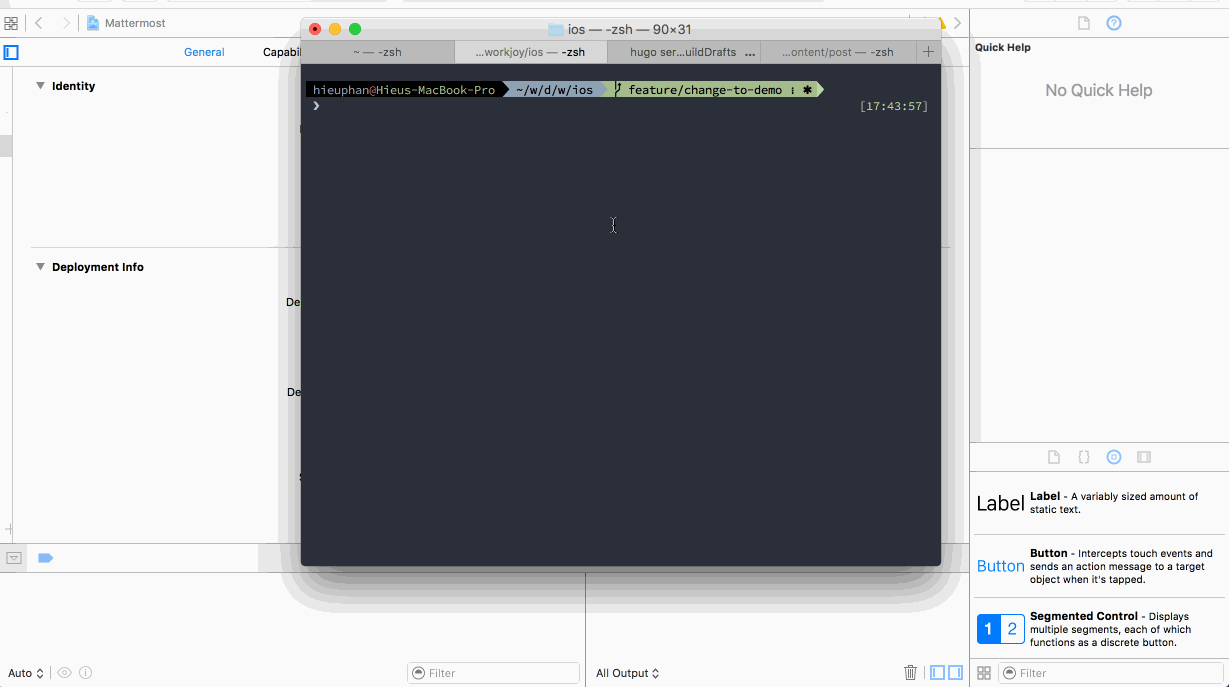 Mattermost
General
Capabil
Identity
Deployment Info
De
De
ios — -zsh — 90×31
~ — -zsh
...workjoy/ios — -zsh
hugo ser...uildDrafts ...
...ontent/post — -zsh
hieuphan@Hieus-MacBook-Pro ~/w/d/w/ios feature/change-to-demo ⋮ ✱
❯ [17:43:57]
Quick Help
No Quick Help
Label
Label - A variably sized amount of
static text.
Button
Button - Intercepts touch events and
sends an action message to a target
object when it's tapped.
1 2
Segmented Control - Displays
multiple segments, each of which
functions as a discrete button.
Auto
Filter
All Output
Filter